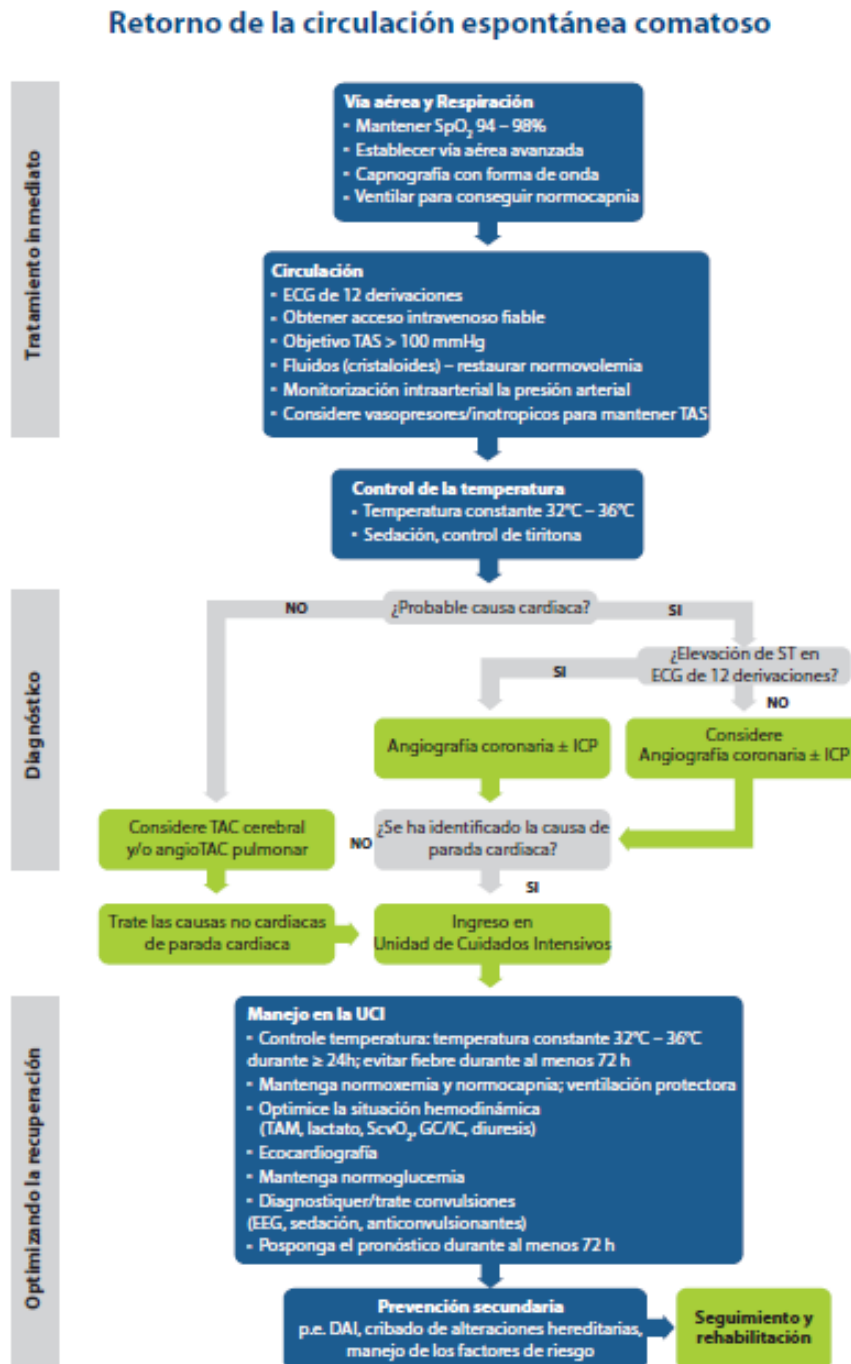 Retorno de la circulación espontánea comatoso
Tratamiento inmediato
Vía aérea y Respiración
• Mantener SpO₂ 94 – 98%
• Establecer vía aérea avanzada
• Capnografía con forma de onda
• Ventilar para conseguir normocapnia
Circulación
• ECG de 12 derivaciones
• Obtener acceso intravenoso fiable
• Objetivo TAS > 100 mmHg
• Fluidos (cristaloides) – restaurar normovolemia
• Monitorización intraarterial la presión arterial
• Considere vasopresores/inotropicos para mantener TAS
Control de la temperatura
• Temperatura constante 32ºC – 36ºC
• Sedación, control de tiritona
Diagnóstico
¿Probable causa cardiaca?
NO
SI
¿Elevación de ST en
ECG de 12 derivaciones?
SI
NO
Angiografía coronaria ± ICP
Considere
Angiografía coronaria ± ICP
Considere TAC cerebral
y/o angioTAC pulmonar
NO
¿Se ha identificado la causa de
parada cardiaca?
SI
Trate las causas no cardiacas
de parada cardiaca
Ingreso en
Unidad de Cuidados Intensivos
Optimizando la recuperación
Manejo en la UCI
• Controle temperatura: temperatura constante 32ºC – 36ºC
durante ≥ 24h; evitar fiebre durante al menos 72 h
• Mantenga normoxemia y normocapnia; ventilación protectora
• Optimice la situación hemodinámica
(TAM, lactato, ScvO₂, GC/IC, diuresis)
• Ecocardiografía
• Mantenga normoglucemia
• Diagnostiquer/trate convulsiones
(EEG, sedación, anticonvulsionantes)
• Posponga el pronóstico durante al menos 72 h
Prevención secundaria
p.e. DAI, cribado de alteraciones hereditarias,
manejo de los factores de riesgo
Seguimiento y
rehabilitación